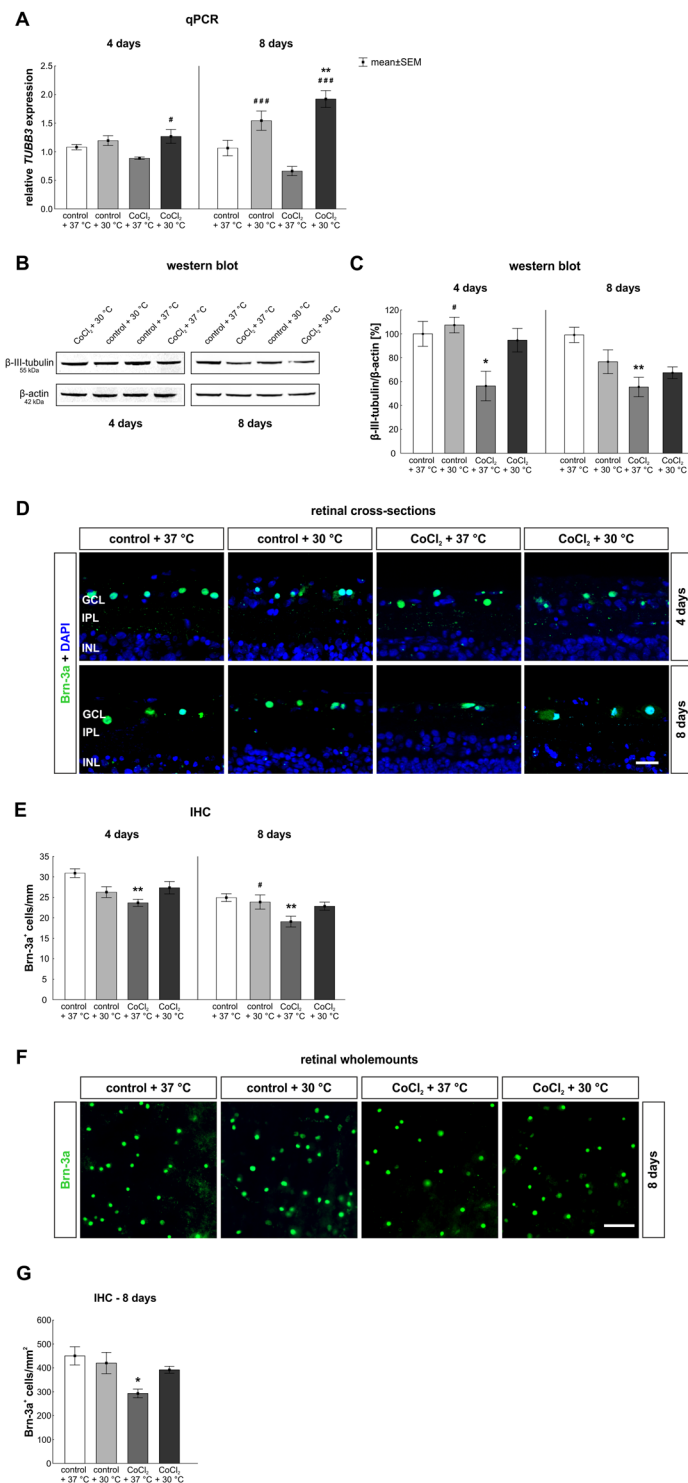 A
qPCR
4 days
8 days
mean±SEM
relative TUBB3 expression
2.5
2.0
1.5
1.0
0.5
0.0
#
###
**
###
control + 37 °C
control + 30 °C
CoCl₂ + 37 °C
CoCl₂ + 30 °C
control + 37 °C
control + 30 °C
CoCl₂ + 37 °C
CoCl₂ + 30 °C
B
western blot
CoCl₂ + 30 °C
control + 30 °C
control + 37 °C
CoCl₂ + 37 °C
control + 37 °C
CoCl₂ + 37 °C
control + 30 °C
CoCl₂ + 30 °C
β-III-tubulin
55 kDa
β-actin
42 kDa
4 days
8 days
C
western blot
4 days
8 days
β-III-tubulin/β-actin [%]
120
100
80
60
40
20
0
#
*
**
control + 37 °C
control + 30 °C
CoCl₂ + 37 °C
CoCl₂ + 30 °C
control + 37 °C
control + 30 °C
CoCl₂ + 37 °C
CoCl₂ + 30 °C
D
retinal cross-sections
control + 37 °C
control + 30 °C
CoCl₂ + 37 °C
CoCl₂ + 30 °C
Brn-3a + DAPI
GCL
IPL
INL
4 days
GCL
IPL
INL
8 days
E
IHC
4 days
8 days
Brn-3a⁺ cells/mm
35
30
25
20
15
10
5
0
**
#
**
control + 37 °C
control + 30 °C
CoCl₂ + 37 °C
CoCl₂ + 30 °C
control + 37 °C
control + 30 °C
CoCl₂ + 37 °C
CoCl₂ + 30 °C
F
retinal wholemounts
control + 37 °C
control + 30 °C
CoCl₂ + 37 °C
CoCl₂ + 30 °C
Brn-3a
8 days
G
IHC - 8 days
Brn-3a⁺ cells/mm²
600
500
400
300
200
100
0
*
control + 37 °C
control + 30 °C
CoCl₂ + 37 °C
CoCl₂ + 30 °C